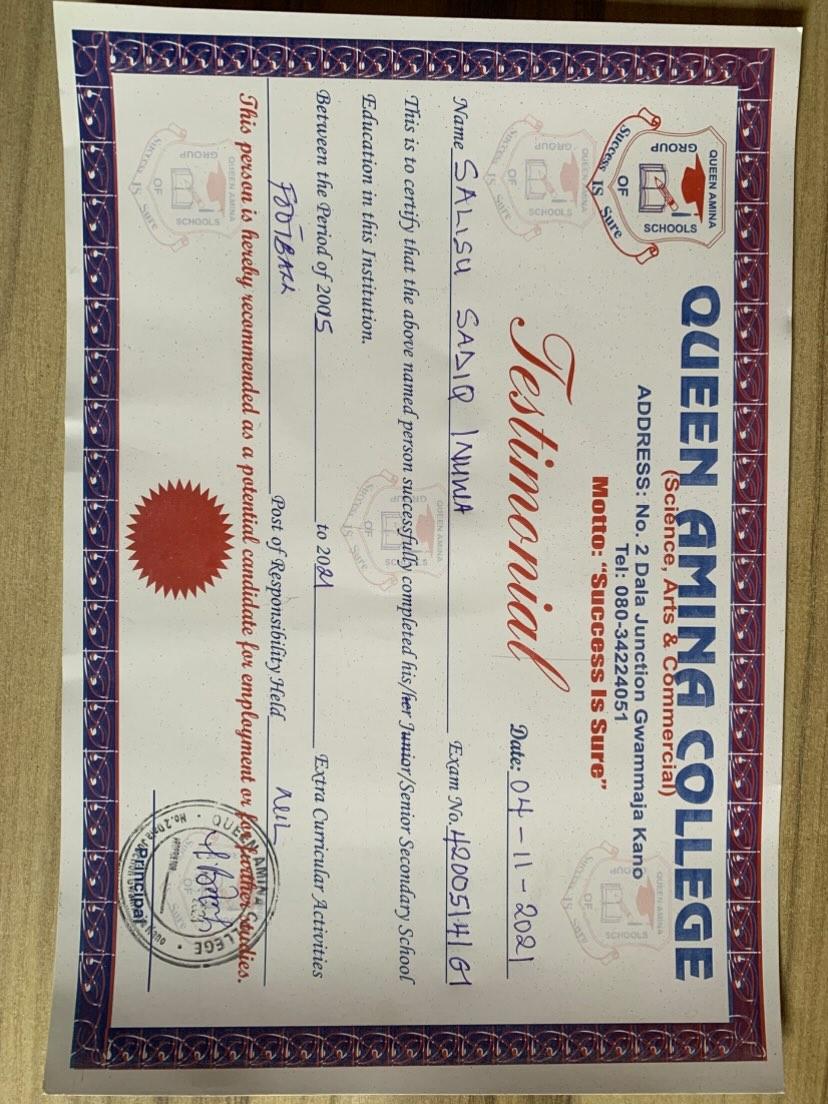 QUEEN AMINA
GROUP
SCHOOLS
OF
Success IS Sure
QUEEN AMINA COLLEGE
(Science, Arts & Commercial)
ADDRESS: No. 2 Dala Junction Gwammaja Kano
Tel: 080-34224051
Motto: “Success Is Sure”
Testimonial
Date: 04-11-2021
Name SALISU SADIQ INUWA
Exam No. 4200514161
This is to certify that the above named person successfully completed his/her Junior/Senior Secondary School
Education in this Institution.
Between the Period of 20015 to 2021 Extra Curricular Activities
FOOTBALL Post of Responsibility Held NIL
This person is hereby recommended as a potential candidate for employment or for further Studies.
QUEEN AMINA COLLEGE
No. 2 Dala Junction Gwammaja Kano
Principal